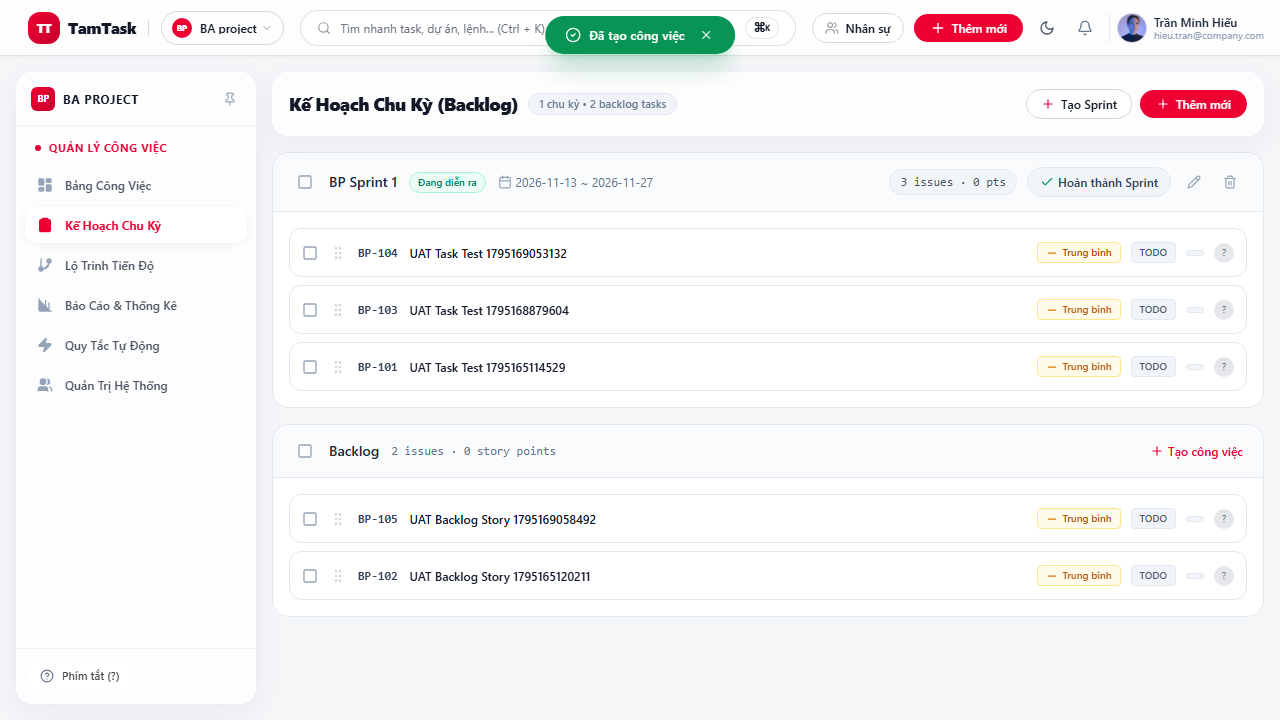 TT TamTask BP BA project Tìm nhanh task, dự án, lệnh... (Ctrl + K) Đã tạo công việc ⌘K Nhân sự + Thêm mới Trần Minh Hiếu
hieu.tran@company.com
BP BA PROJECT
QUẢN LÝ CÔNG VIỆC
Bảng Công Việc
Kế Hoạch Chu Kỳ
Lộ Trình Tiến Độ
Báo Cáo & Thống Kê
Quy Tắc Tự Động
Quản Trị Hệ Thống
Phím tắt (?)
Kế Hoạch Chu Kỳ (Backlog) 1 chu kỳ • 2 backlog tasks + Tạo Sprint + Thêm mới
BP Sprint 1 Đang diễn ra 2026-11-13 ~ 2026-11-27 3 issues · 0 pts Hoàn thành Sprint
BP-104 UAT Task Test 1795169053132 Trung bình TODO ?
BP-103 UAT Task Test 1795168879604 Trung bình TODO ?
BP-101 UAT Task Test 1795165114529 Trung bình TODO ?
Backlog 2 issues · 0 story points + Tạo công việc
BP-105 UAT Backlog Story 1795169058492 Trung bình TODO ?
BP-102 UAT Backlog Story 1795165120211 Trung bình TODO ?